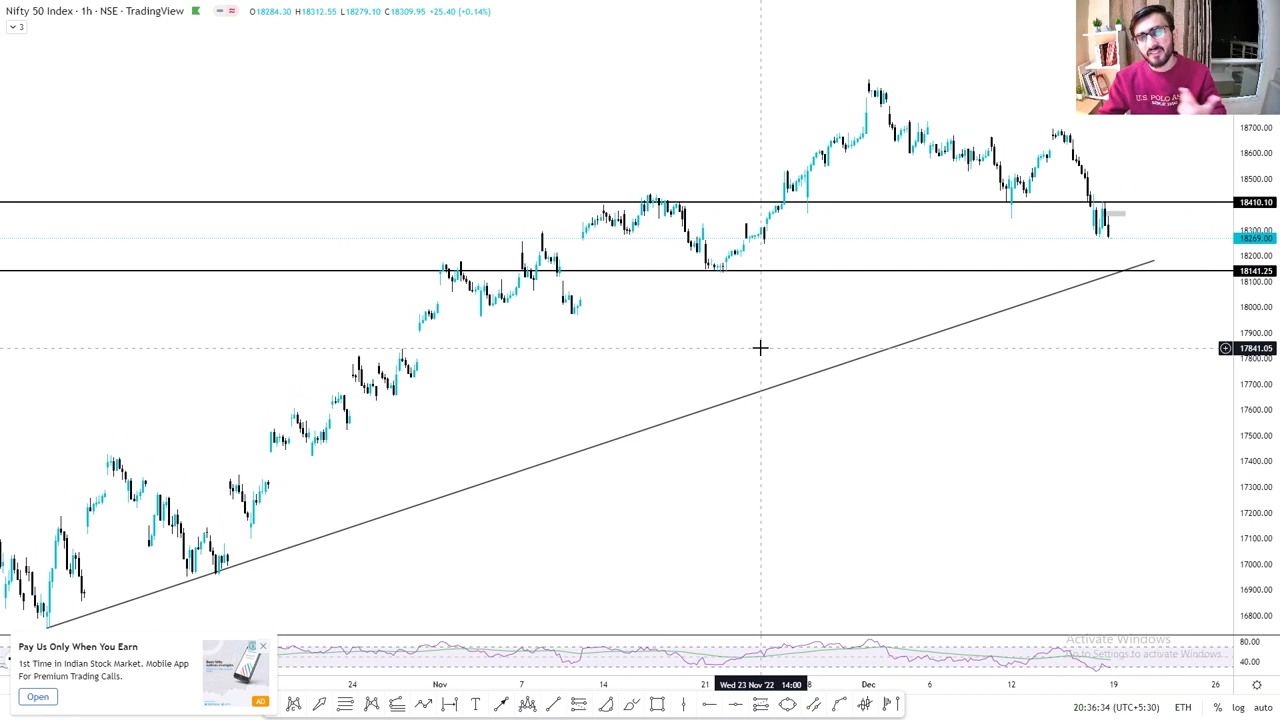 Nifty 50 Index · 1h · NSE · TradingView
O18284.30 H18312.55 L18279.10 C18309.95 +25.40 (+0.14%)
3
U.S. POLO AS
SINCE 1890
18700.00
18600.00
18500.00
18410.10
18300.00
18269.00
18200.00
18141.25
18100.00
18000.00
17900.00
17841.05
17800.00
17700.00
17600.00
17500.00
17400.00
17300.00
17200.00
17100.00
17000.00
16900.00
16800.00
80.00
40.00
Activate Windows
Go to Settings to activate Windows.
Pay Us Only When You Earn
1st Time in Indian Stock Market. Mobile App
For Premium Trading Calls.
Open
AD
24 Nov 7 14 21 Wed 23 Nov '22 14:00 8 Dec 6 12 19 26
20:36:34 (UTC+5:30) ETH % log auto